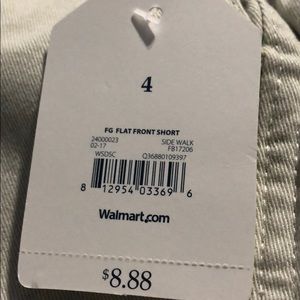 4
FG FLAT FRONT SHORT
24000023 SIDE WALK
02-17 FB17206
WSDSC Q36880109397
8 12954 03369 6
Walmart.com
$8.88